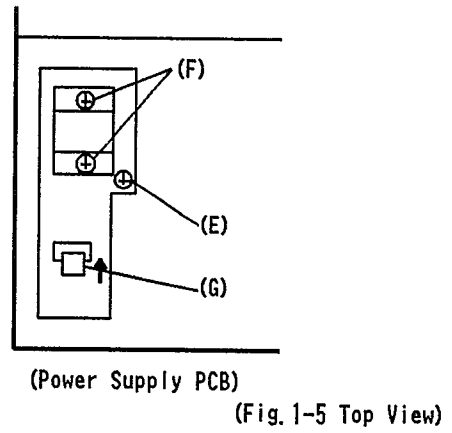 (F)
(E)
(G)
(Power Supply PCB)
(Fig. 1-5 Top View)